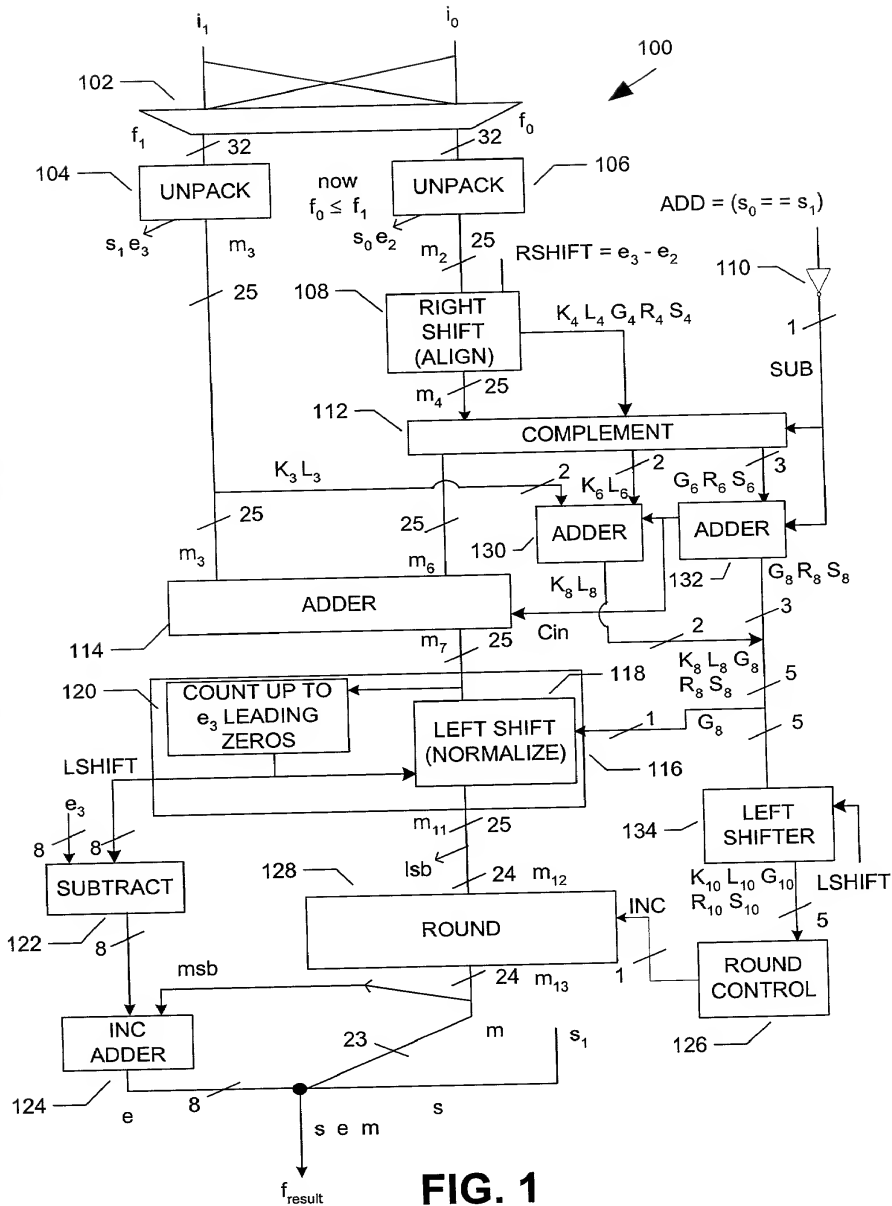 i₁
i₀
100
102
f₁
f₀
32
32
104
UNPACK
now
f₀ ≤ f₁
UNPACK
106
ADD = (s₀ = = s₁)
s₁ e₃
m₃
s₀ e₂
m₂
25
RSHIFT = e₃ - e₂
110
25
108
RIGHT
SHIFT
(ALIGN)
K₄ L₄ G₄ R₄ S₄
1
m₄
25
SUB
112
COMPLEMENT
K₃ L₃
2
2
3
K₆ L₆
G₆ R₆ S₆
25
25
130
ADDER
ADDER
132
m₃
m₆
K₈ L₈
G₈ R₈ S₈
ADDER
114
Cin
3
m₇
25
2
K₈ L₈ G₈
R₈ S₈
5
120
COUNT UP TO
e₃ LEADING
ZEROS
118
LEFT SHIFT
(NORMALIZE)
1
G₈
5
116
LSHIFT
e₃
8
8
m₁₁
25
134
LEFT
SHIFTER
lsb
SUBTRACT
122
128
24
m₁₂
K₁₀ L₁₀ G₁₀
R₁₀ S₁₀
LSHIFT
5
8
ROUND
INC
1
ROUND
CONTROL
126
msb
24
m₁₃
INC
ADDER
124
m
s₁
23
e
8
s
s e m
f_result
FIG. 1